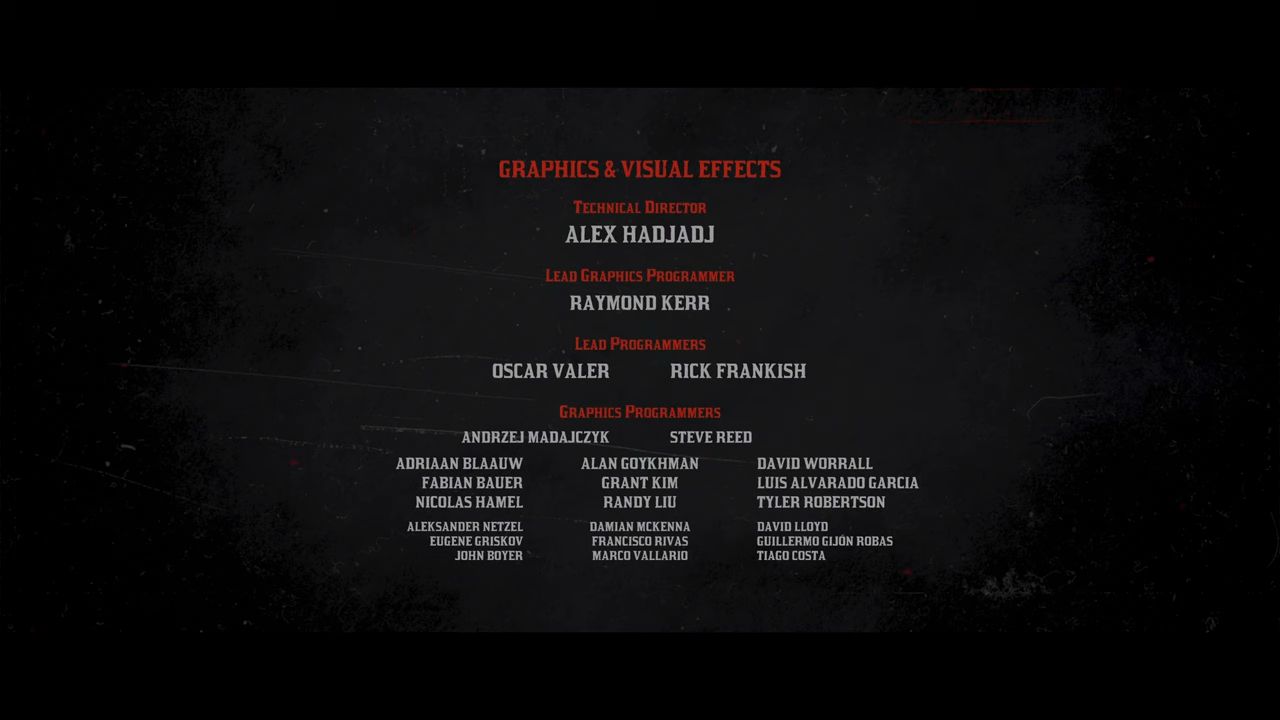 GRAPHICS & VISUAL EFFECTS
TECHNICAL DIRECTOR
ALEX HADJADJ
LEAD GRAPHICS PROGRAMMER
RAYMOND KERR
LEAD PROGRAMMERS
OSCAR VALER RICK FRANKISH
GRAPHICS PROGRAMMERS
ANDRZEJ MADAJCZYK STEVE REED
ADRIAAN BLAAUW ALAN GOYKHMAN DAVID WORRALL
FABIAN BAUER GRANT KIM LUIS ALVARADO GARCIA
NICOLAS HAMEL RANDY LIU TYLER ROBERTSON
ALEKSANDER NETZEL DAMIAN MCKENNA DAVID LLOYD
EUGENE GRISKOV FRANCISCO RIVAS GUILLERMO GIJÓN ROBAS
JOHN BOYER MARCO VALLARIO TIAGO COSTA